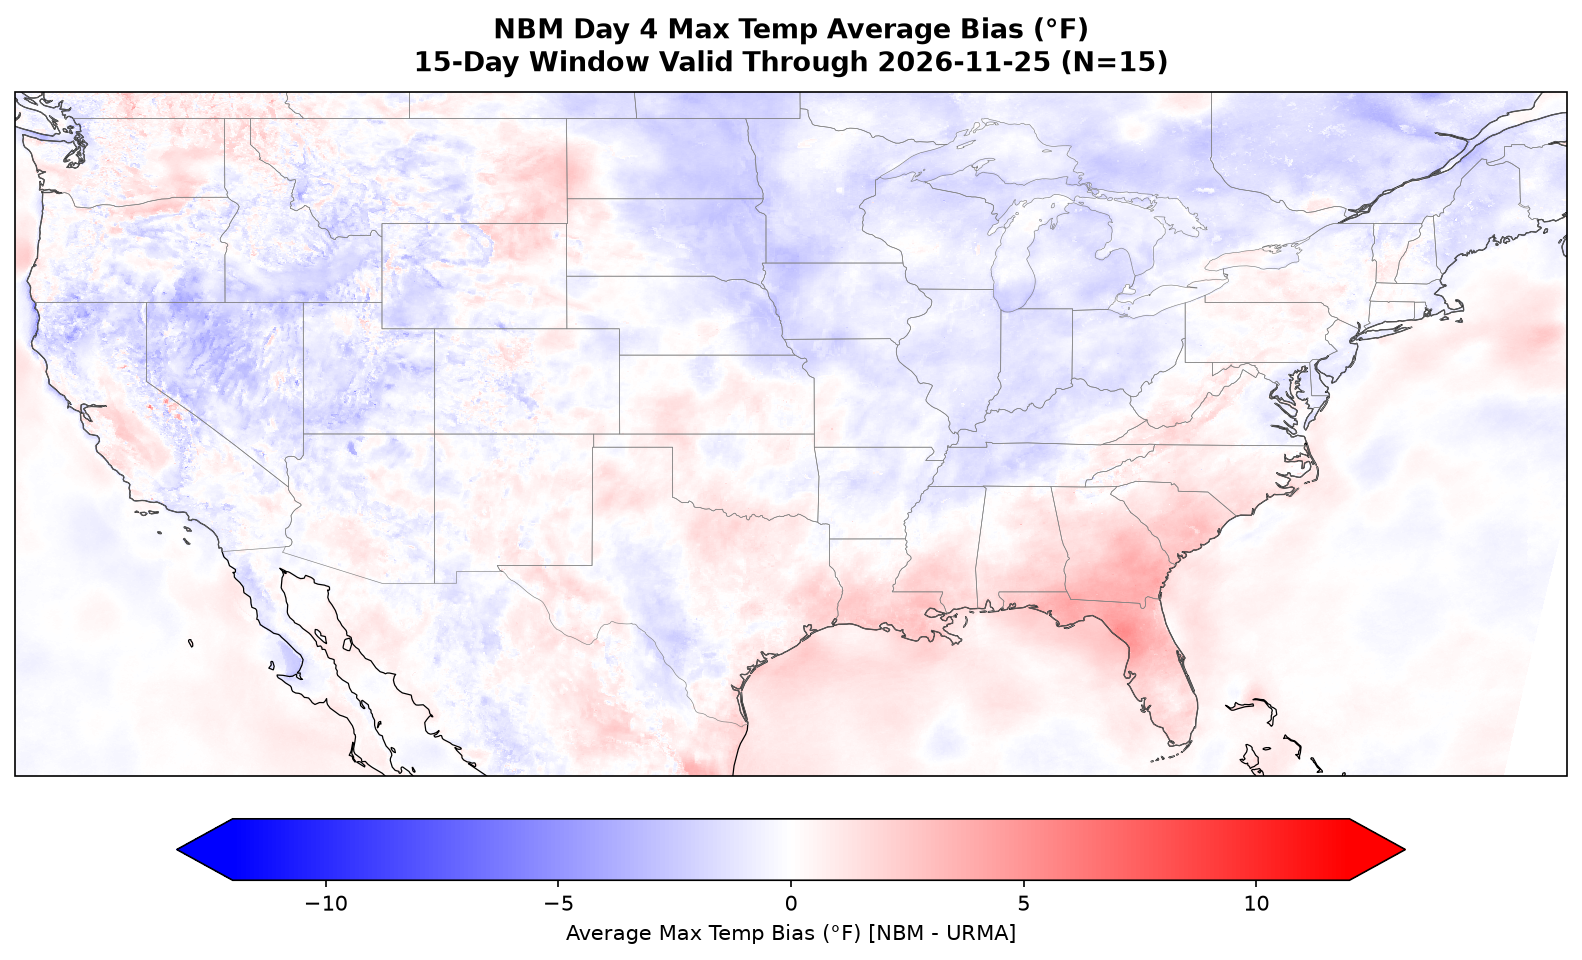 NBM Day 4 Max Temp Average Bias (°F)
15-Day Window Valid Through 2026-11-25 (N=15)
−10 −5 0 5 10
Average Max Temp Bias (°F) [NBM - URMA]